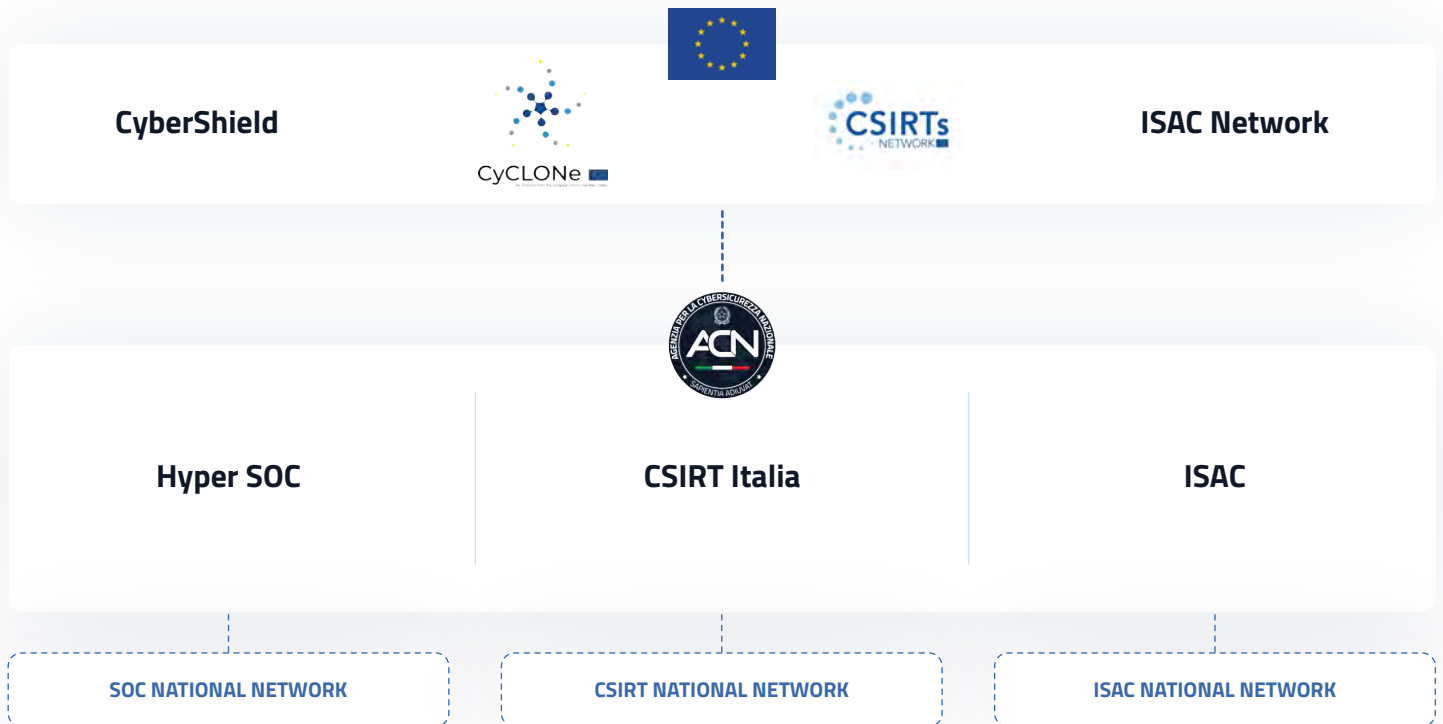 CyberShield
CyCLONe
CSIRTs
NETWORK
ISAC Network
AGENZIA PER LA CYBERSICUREZZA NAZIONALE
ACN
SAPIENTIA ADIUVAT
Hyper SOC
CSIRT Italia
ISAC
SOC NATIONAL NETWORK
CSIRT NATIONAL NETWORK
ISAC NATIONAL NETWORK